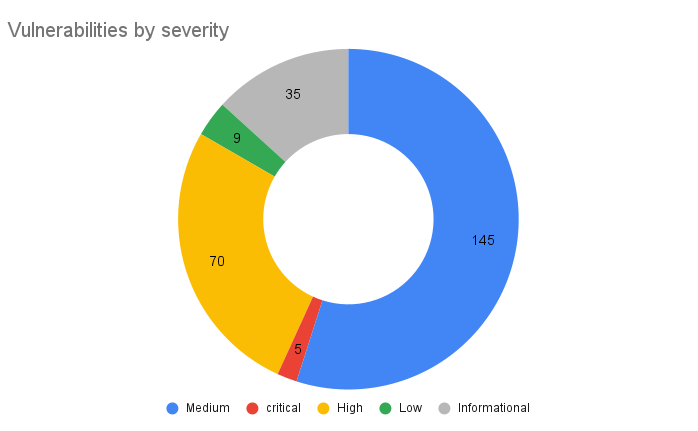 Vulnerabilities by severity
35
9
145
70
5
Medium critical High Low Informational